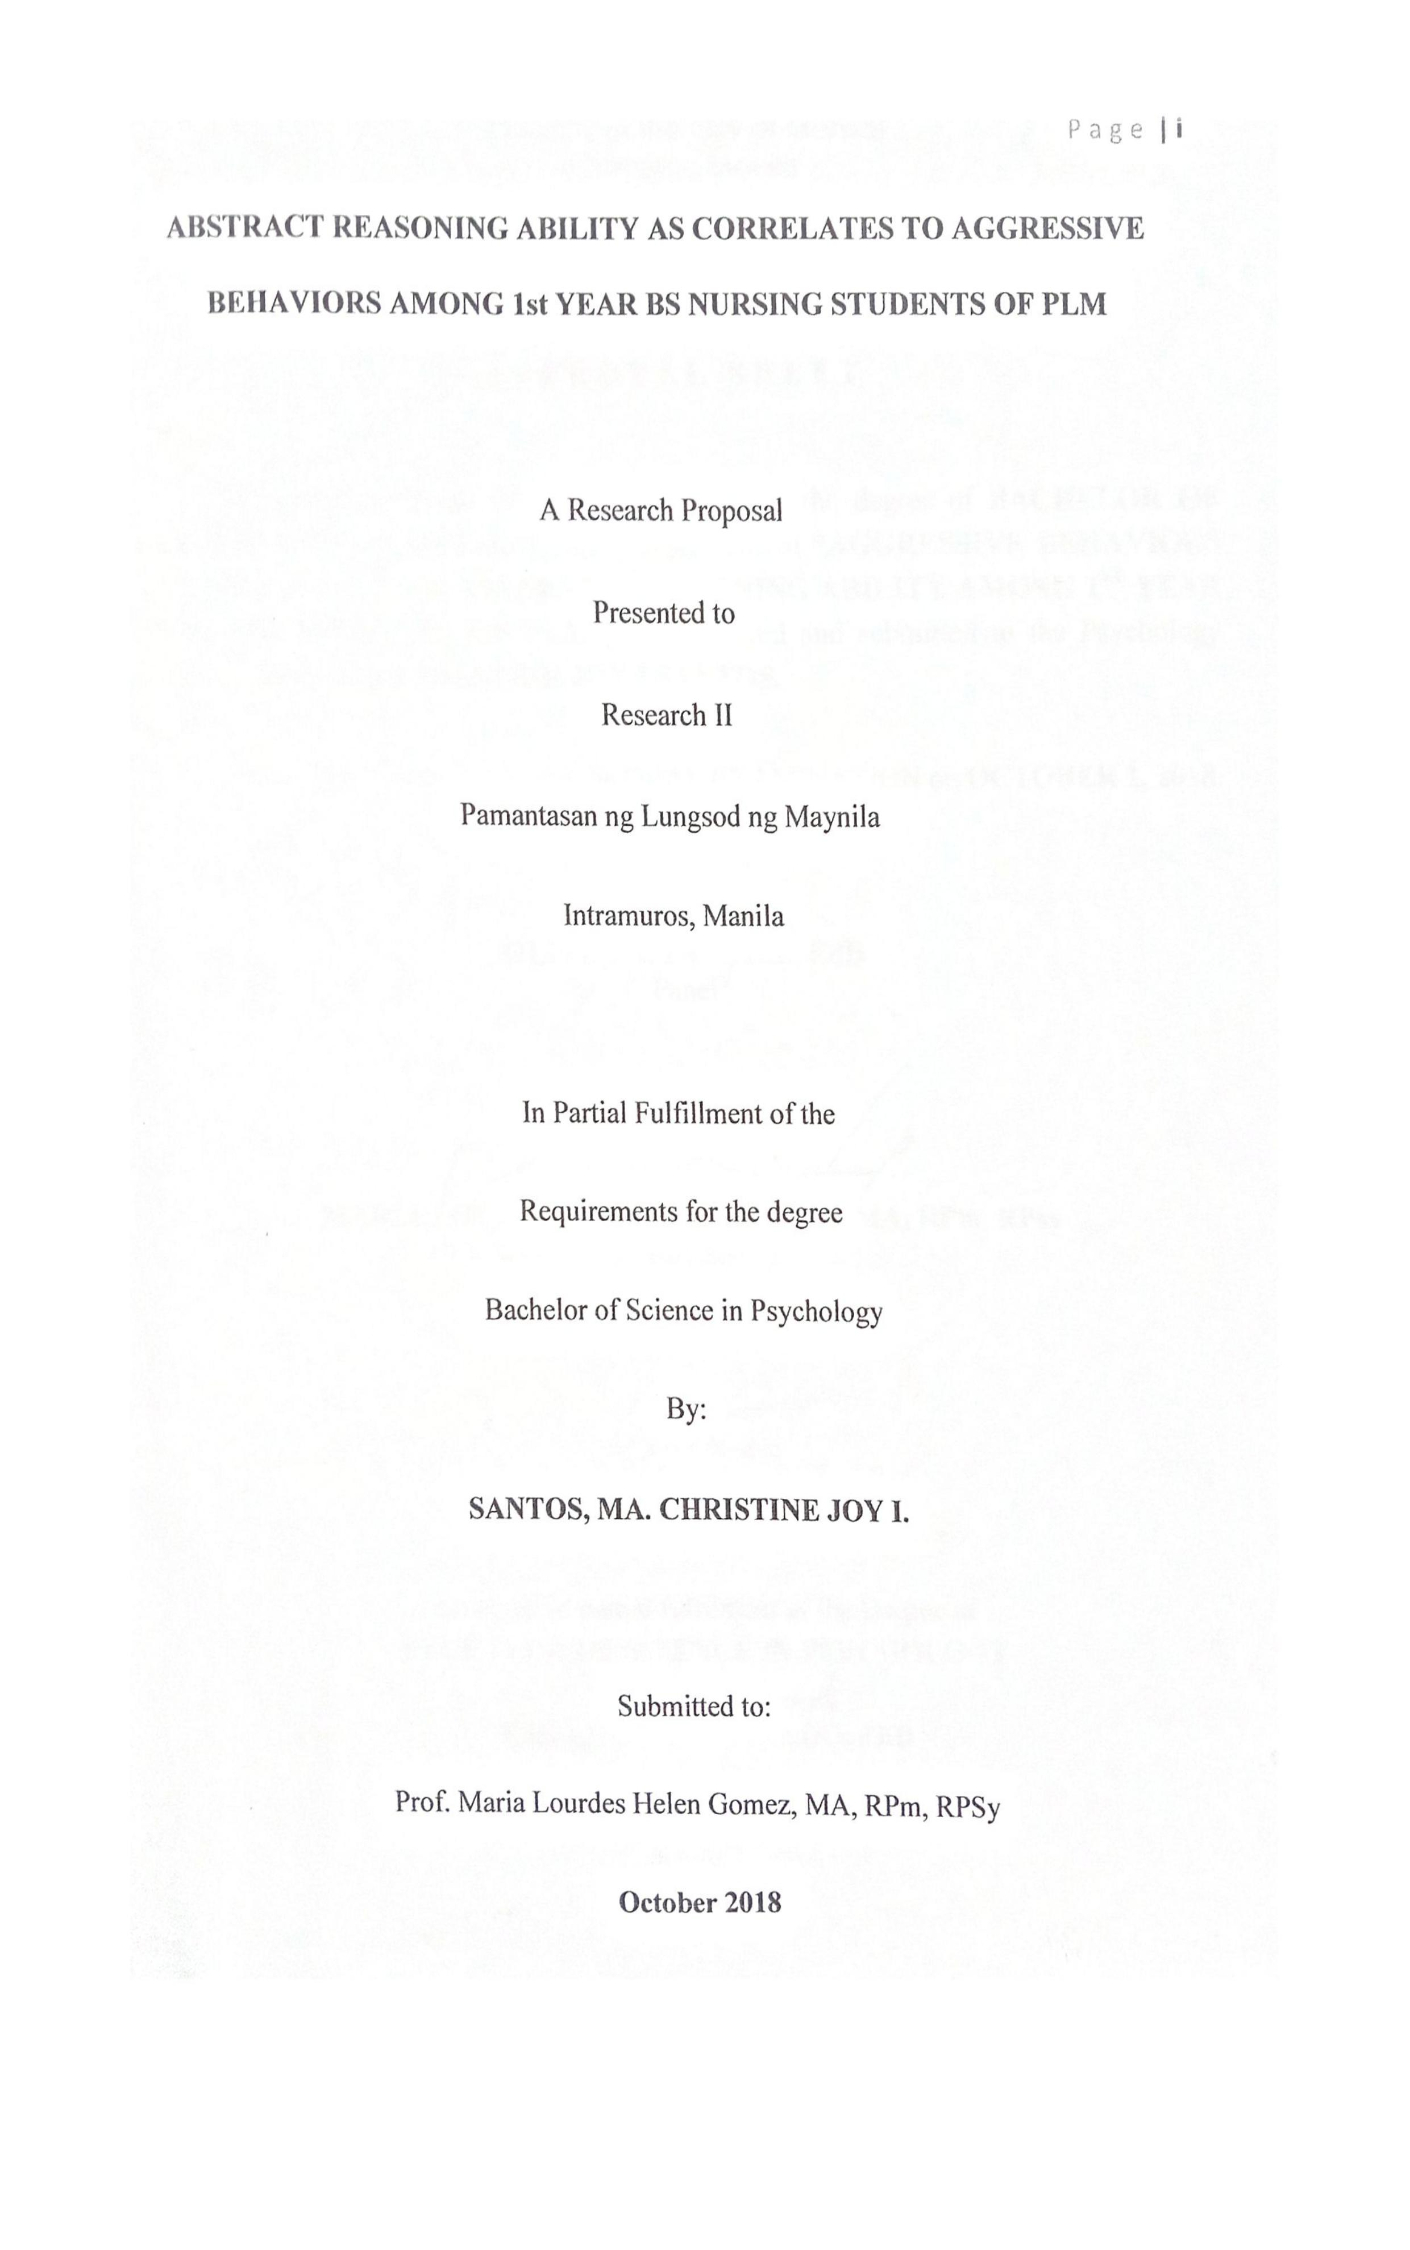 Page | i
ABSTRACT REASONING ABILITY AS CORRELATES TO AGGRESSIVE
BEHAVIORS AMONG 1st YEAR BS NURSING STUDENTS OF PLM
A Research Proposal
Presented to
Research II
Pamantasan ng Lungsod ng Maynila
Intramuros, Manila
In Partial Fulfillment of the
Requirements for the degree
Bachelor of Science in Psychology
By:
SANTOS, MA. CHRISTINE JOY I.
Submitted to:
Prof. Maria Lourdes Helen Gomez, MA, RPm, RPSy
October 2018